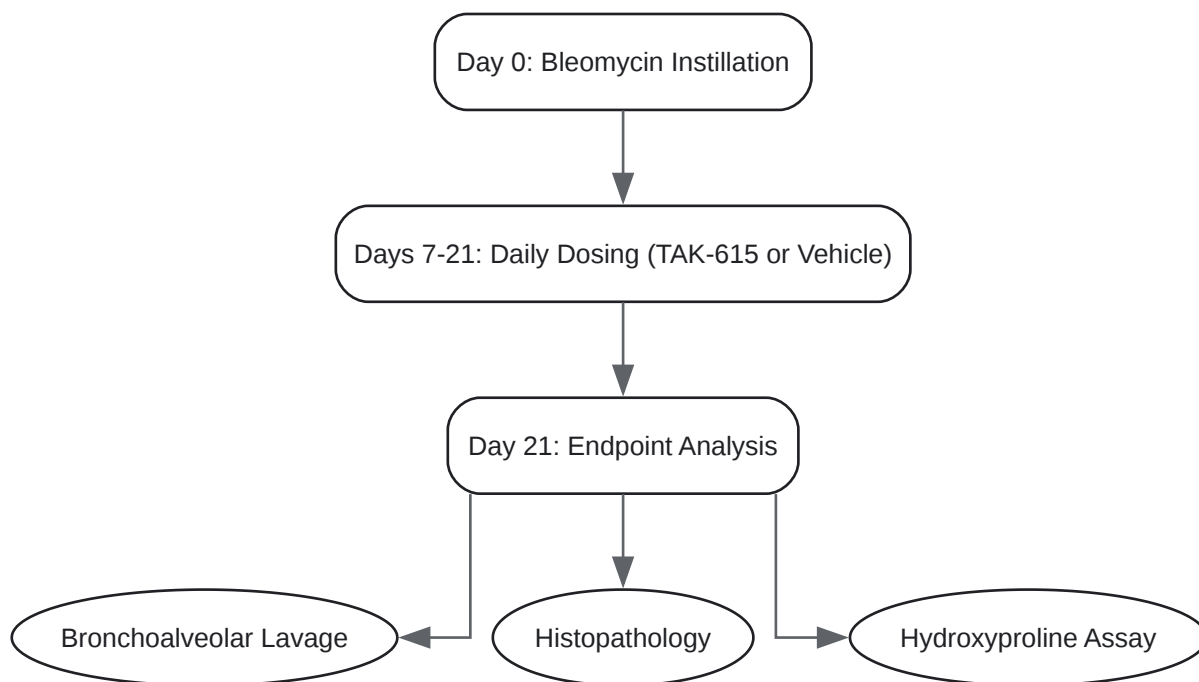 Day 0: Bleomycin Instillation
Days 7-21: Daily Dosing (TAK-615 or Vehicle)
Day 21: Endpoint Analysis
Bronchoalveolar Lavage
Histopathology
Hydroxyproline Assay